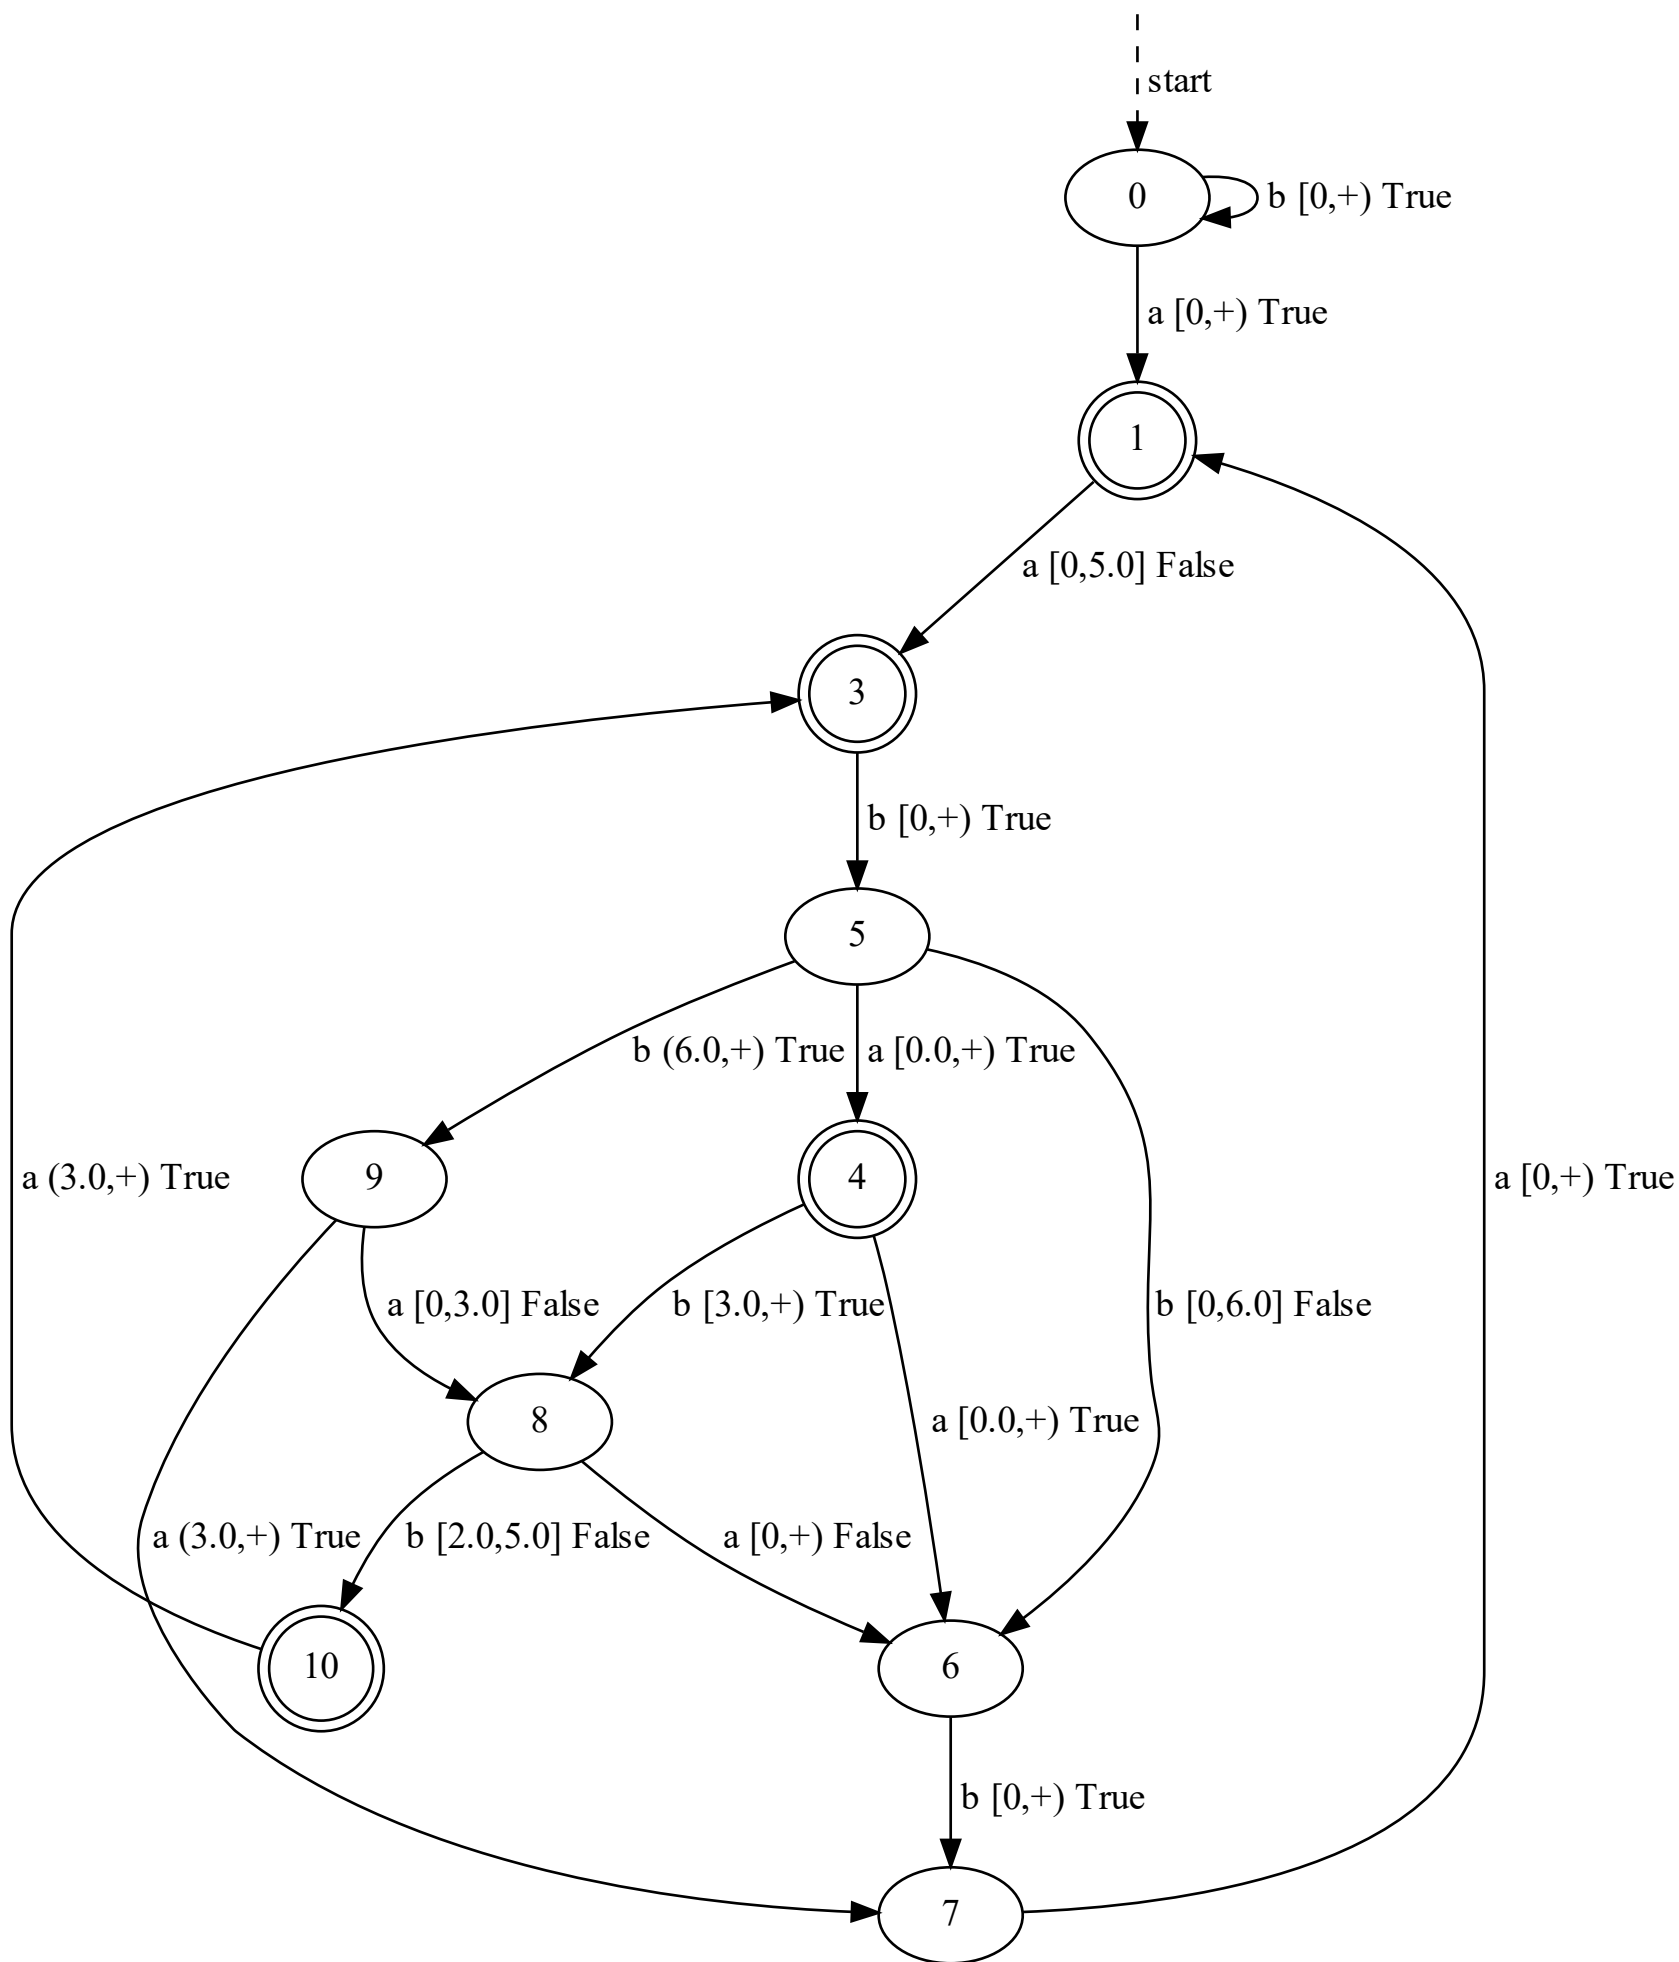 start
0
b [0,+) True
a [0,+) True
1
a [0,5.0] False
3
b [0,+) True
5
b (6.0,+) True
a [0.0,+) True
a (3.0,+) True
9
4
a [0,+) True
a [0,3.0] False
b [3.0,+) True
b [0,6.0] False
8
a [0.0,+) True
a (3.0,+) True
b [2.0,5.0] False
a [0,+) False
10
6
b [0,+) True
7